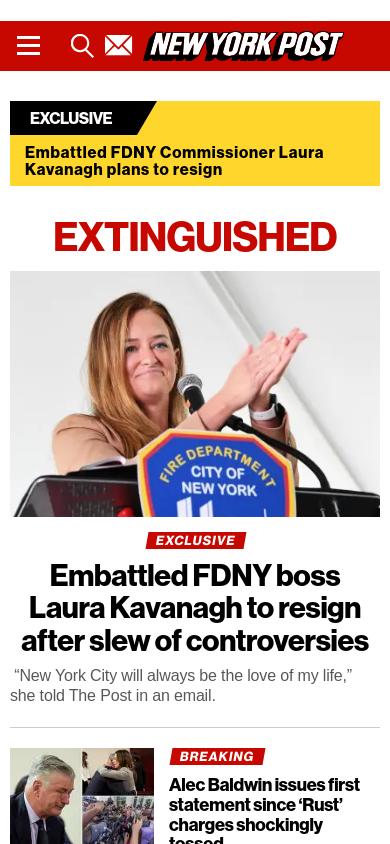 NEW YORK POST
EXCLUSIVE
Embattled FDNY Commissioner Laura
Kavanagh plans to resign
EXTINGUISHED
FIRE DEPARTMENT
CITY OF
NEW YORK
EXCLUSIVE
Embattled FDNY boss
Laura Kavanagh to resign
after slew of controversies
“New York City will always be the love of my life,”
she told The Post in an email.
BREAKING
Alec Baldwin issues first
statement since ‘Rust’
charges shockingly
tossed